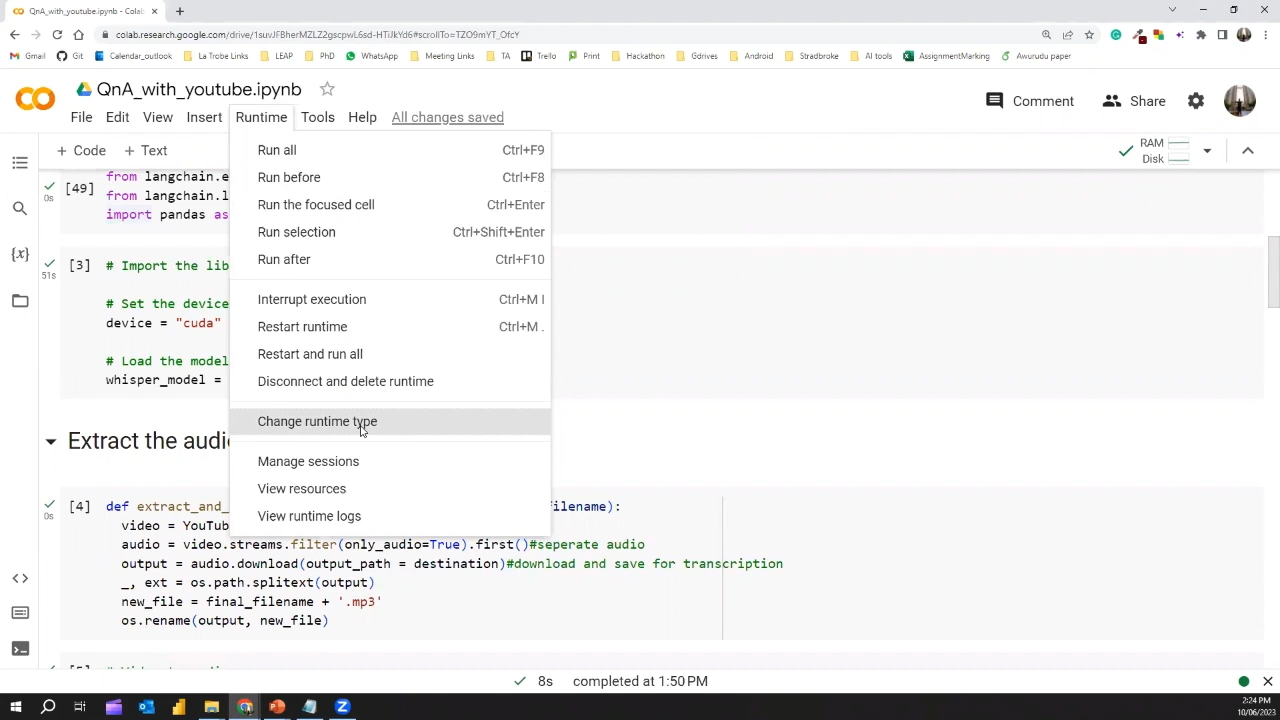 QnA_with_youtube.ipynb - Colab
colab.research.google.com/drive/1suvJFBherMZLZ2gscpwL6sd-HTiJkYd6#scrollTo=TZO9mYT_OfcY
Gmail Git Calendar_outlook La Trobe Links LEAP PhD WhatsApp Meeting Links TA Trello Print Hackathon Gdrives Android Stradbroke AI tools AssignmentMarking Awurudu paper
QnA_with_youtube.ipynb
Comment Share
File Edit View Insert Runtime Tools Help All changes saved
+ Code + Text
RAM
Disk
Run all Ctrl+F9
Run before Ctrl+F8
Run the focused cell Ctrl+Enter
Run selection Ctrl+Shift+Enter
Run after Ctrl+F10
Interrupt execution Ctrl+M I
Restart runtime Ctrl+M .
Restart and run all
Disconnect and delete runtime
Change runtime type
Manage sessions
View resources
View runtime logs
[49]
0s
from langchain.e
from langchain.l
import pandas as
[3] # Import the lib
51s
# Set the device
device = "cuda"
# Load the model
whisper_model =
Extract the audi
[4] def extract_and_ filename):
0s
video = YouTub
audio = video.streams.filter(only_audio=True).first()#seperate audio
output = audio.download(output_path = destination)#download and save for transcription
_, ext = os.path.splitext(output)
new_file = final_filename + '.mp3'
os.rename(output, new_file)
8s completed at 1:50 PM
2:24 PM
10/06/2023